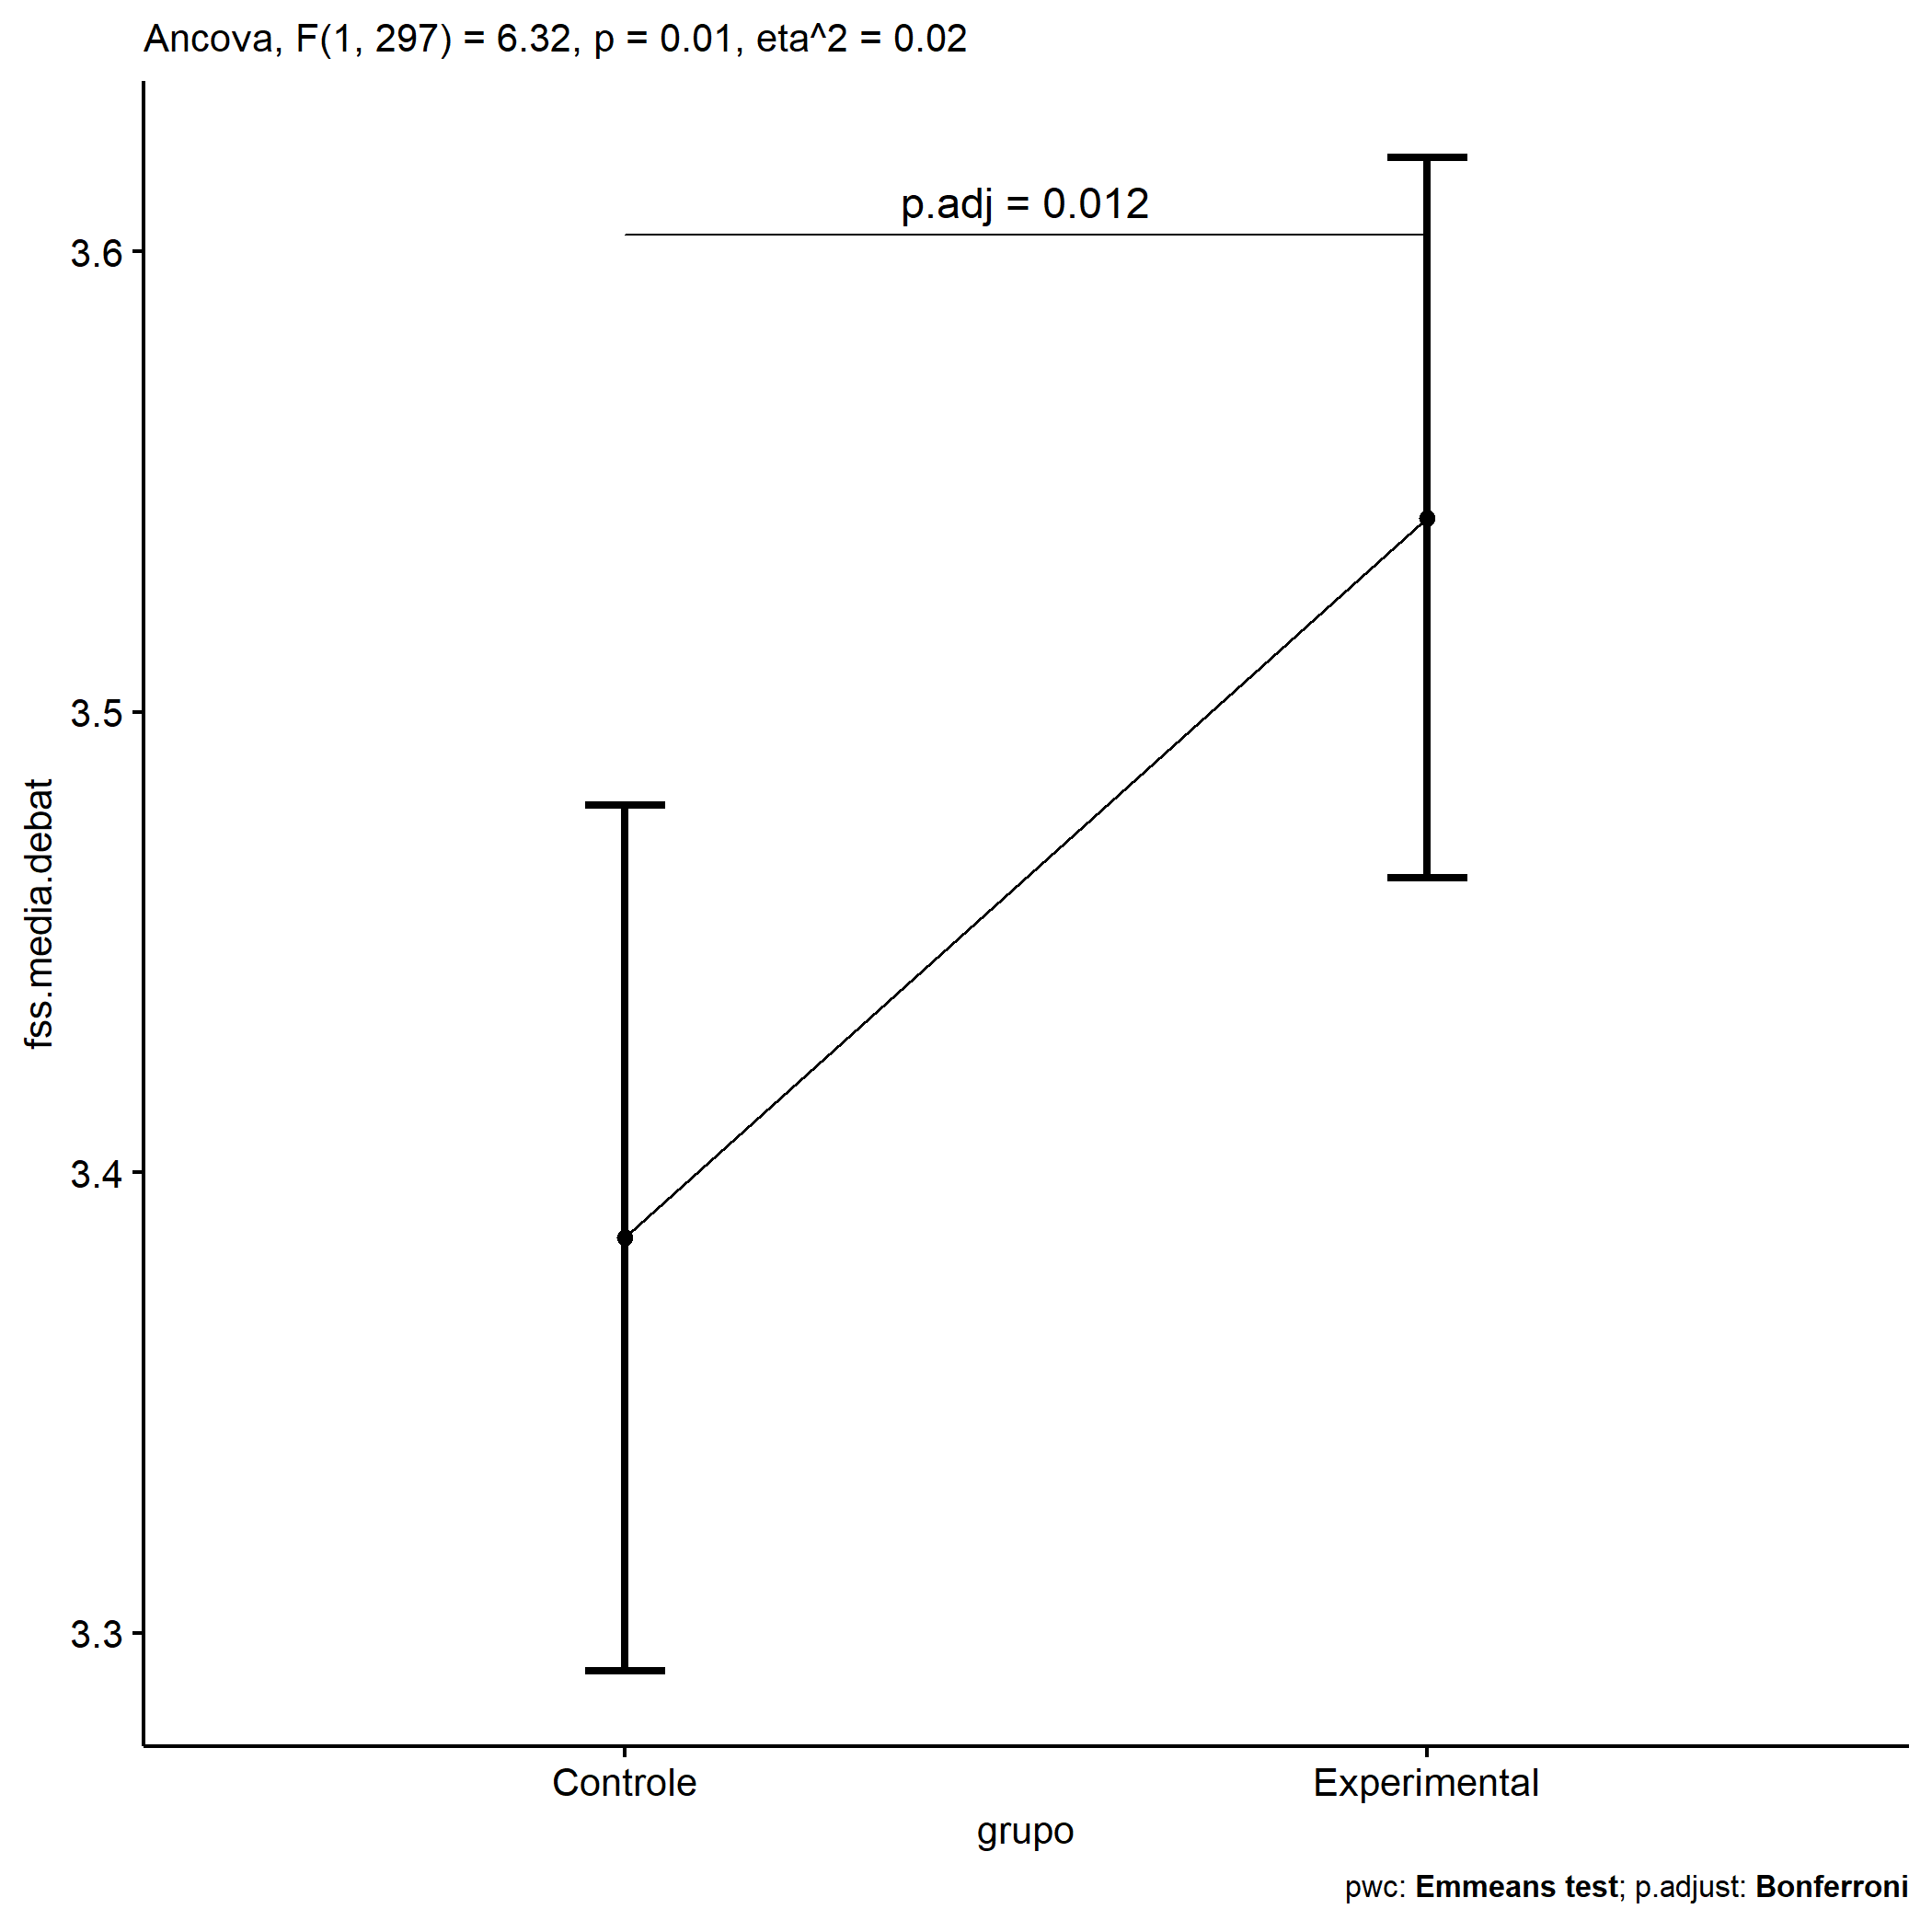 Ancova, F(1, 297) = 6.32, p = 0.01, eta^2 = 0.02
p.adj = 0.012
3.6
3.5
3.4
3.3
fss.media.debat
Controle
Experimental
grupo
pwc: Emmeans test; p.adjust: Bonferroni